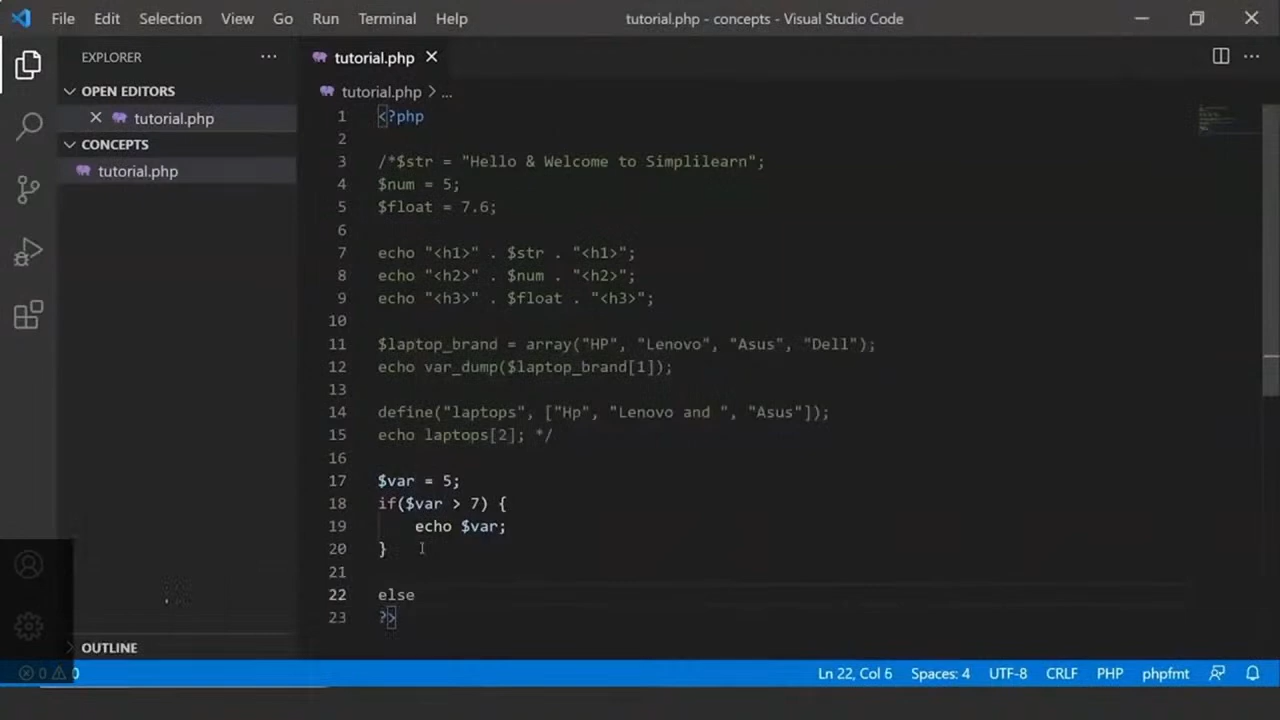 File Edit Selection View Go Run Terminal Help tutorial.php - concepts - Visual Studio Code
EXPLORER ...
OPEN EDITORS
tutorial.php
CONCEPTS
tutorial.php
OUTLINE
tutorial.php
tutorial.php > ...
1 <?php
2
3 /*$str = "Hello & Welcome to Simplilearn";
4 $num = 5;
5 $float = 7.6;
6
7 echo "<h1>" . $str . "<h1>";
8 echo "<h2>" . $num . "<h2>";
9 echo "<h3>" . $float . "<h3>";
10
11 $laptop_brand = array("HP", "Lenovo", "Asus", "Dell");
12 echo var_dump($laptop_brand[1]);
13
14 define("laptops", ["Hp", "Lenovo and ", "Asus"]);
15 echo laptops[2]; */
16
17 $var = 5;
18 if($var > 7) {
19 echo $var;
20 }
21
22 else
23 ?>
0 0 Ln 22, Col 6 Spaces: 4 UTF-8 CRLF PHP phpfmt